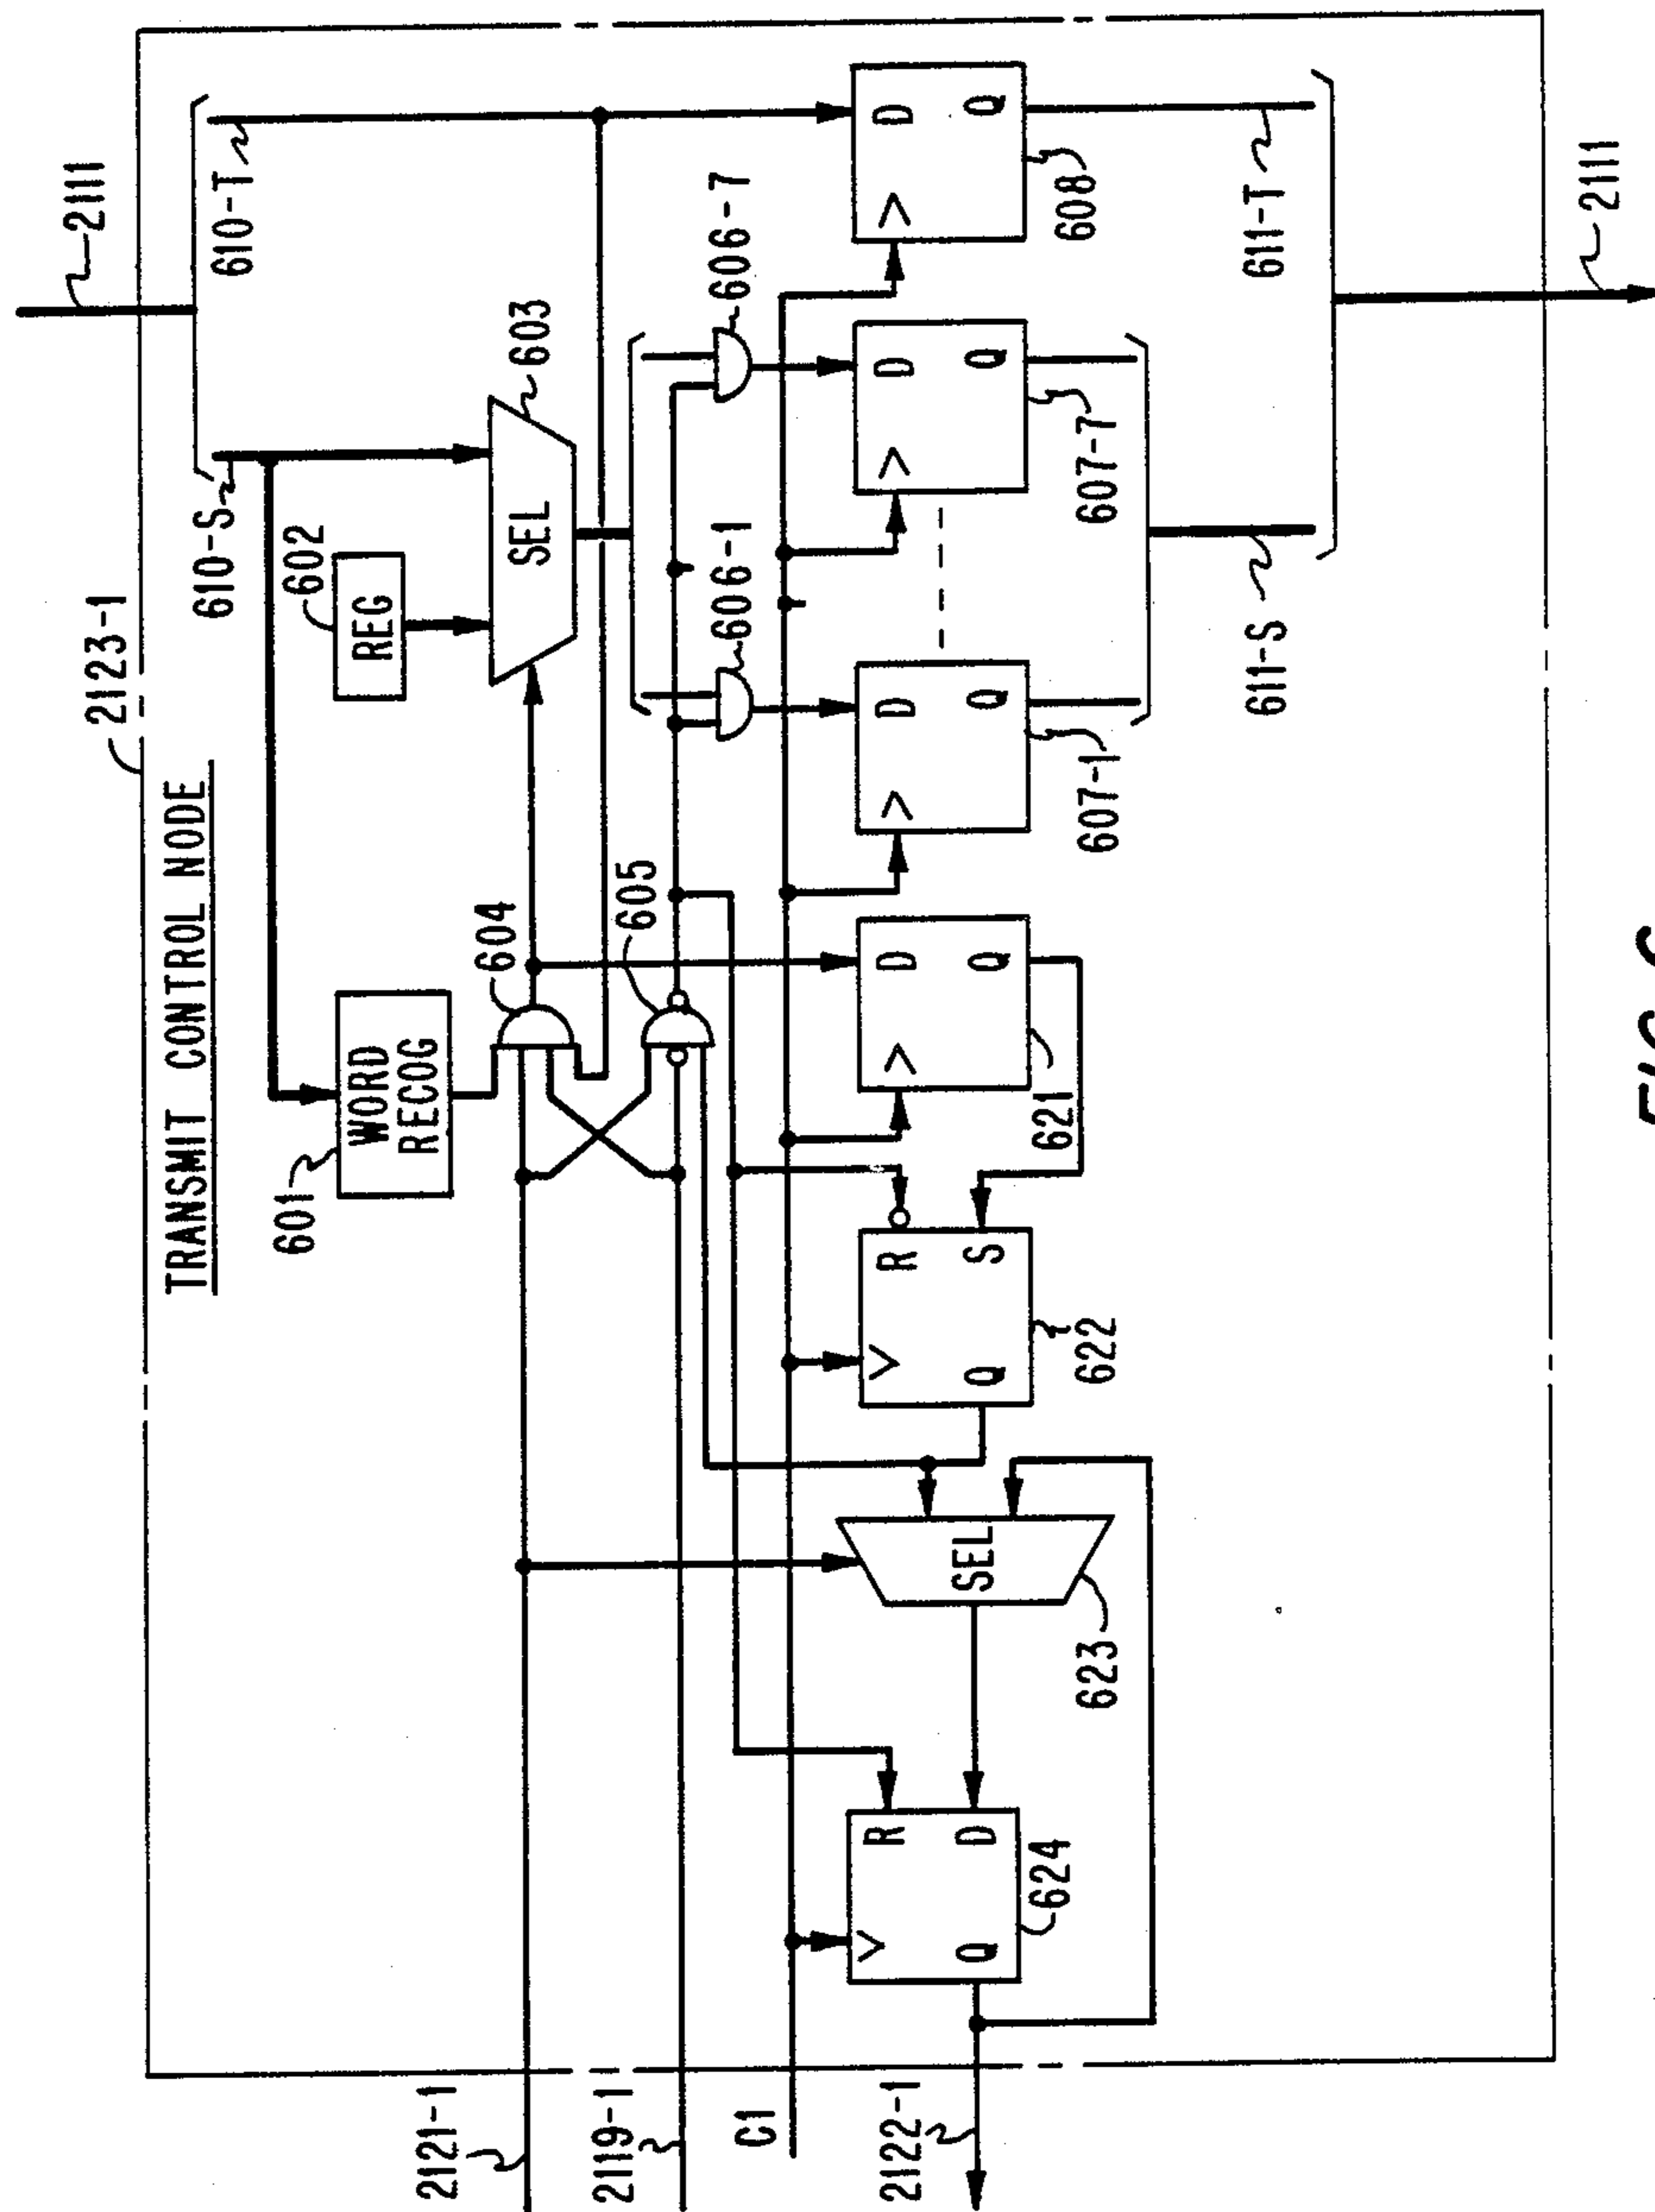 2111
2123-1
TRANSMIT CONTROL NODE
610-S
610-T
602
REG
601
WORD
RECOG
SEL
603
604
605
606-1
606-7
2121-1
2119-1
C1
2122-1
R
D
Q
624
SEL
623
R
S
Q
622
D
Q
621
D
Q
607-1
D
Q
607-7
D
Q
608
611-S
611-T
2111
FIG